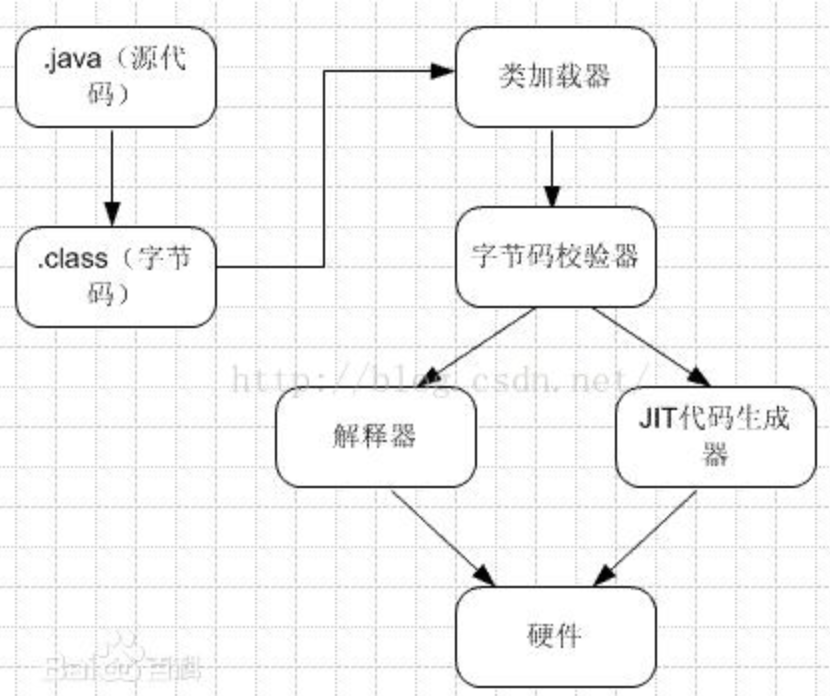 .java（源代
码）
类加载器
.class（字节
码）
字节码校验器
http://blog.csdn.net/
解释器
JIT代码生成
器
硬件
Baidu百科